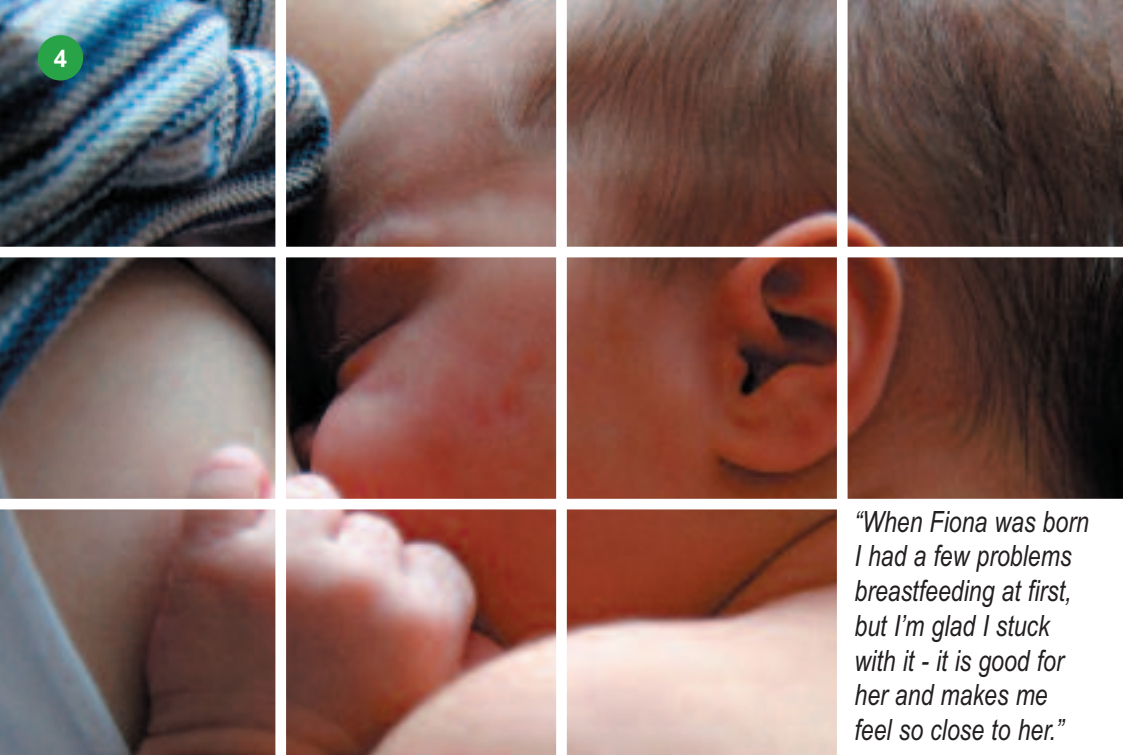 4
“When Fiona was born
I had a few problems
breastfeeding at first,
but I’m glad I stuck
with it - it is good for
her and makes me
feel so close to her.”